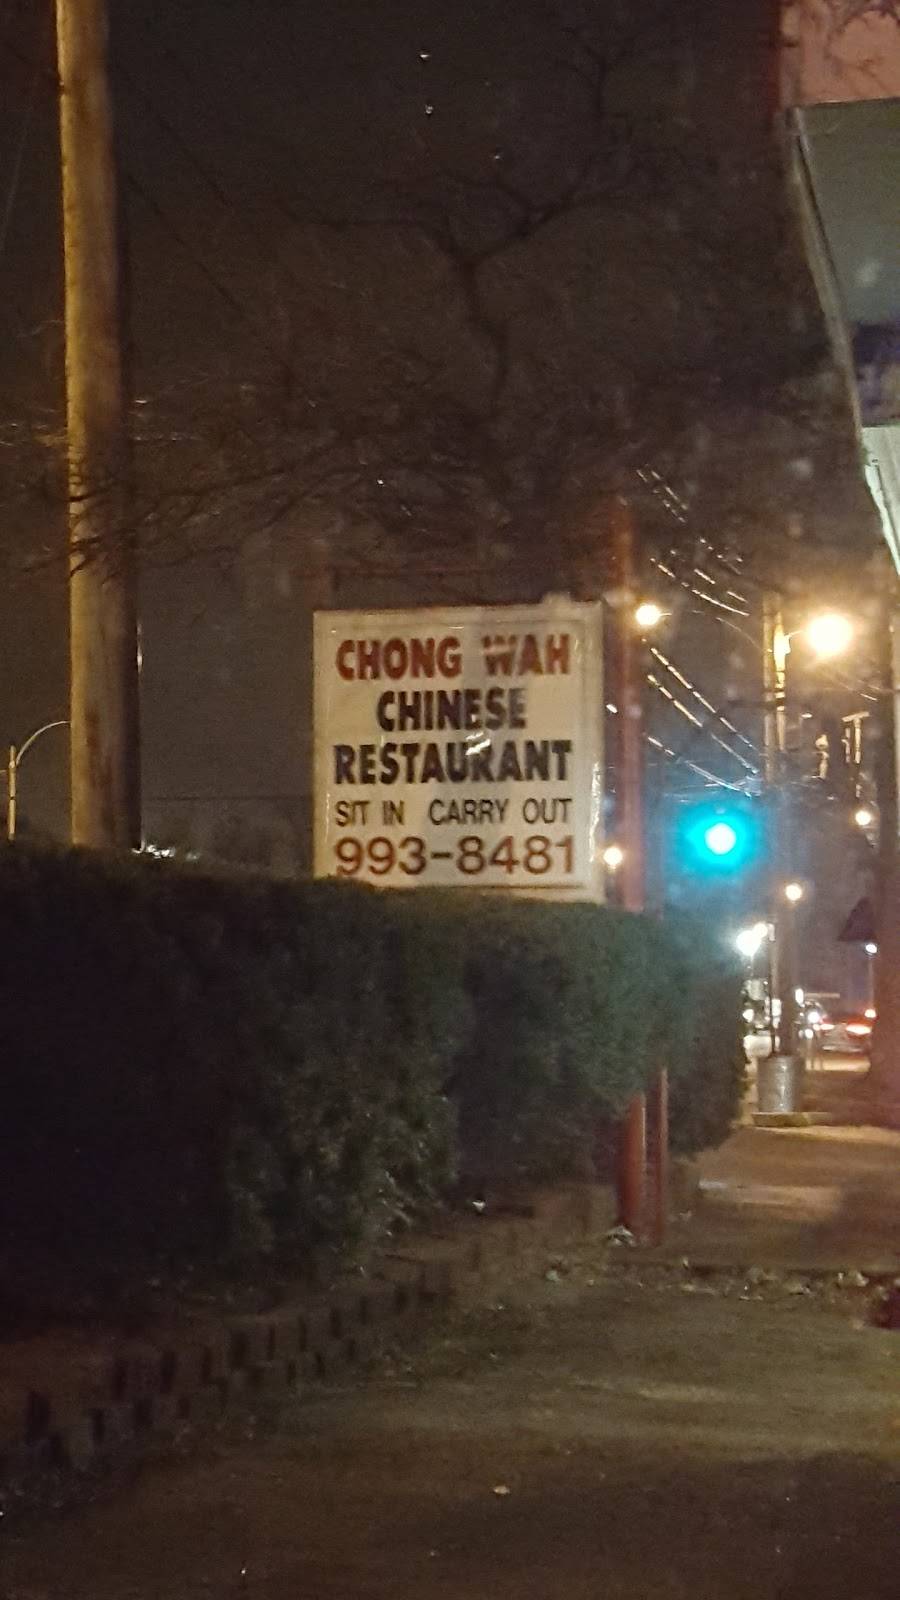 CHONG WAH
CHINESE
RESTAURANT
SIT IN CARRY OUT
993-8481